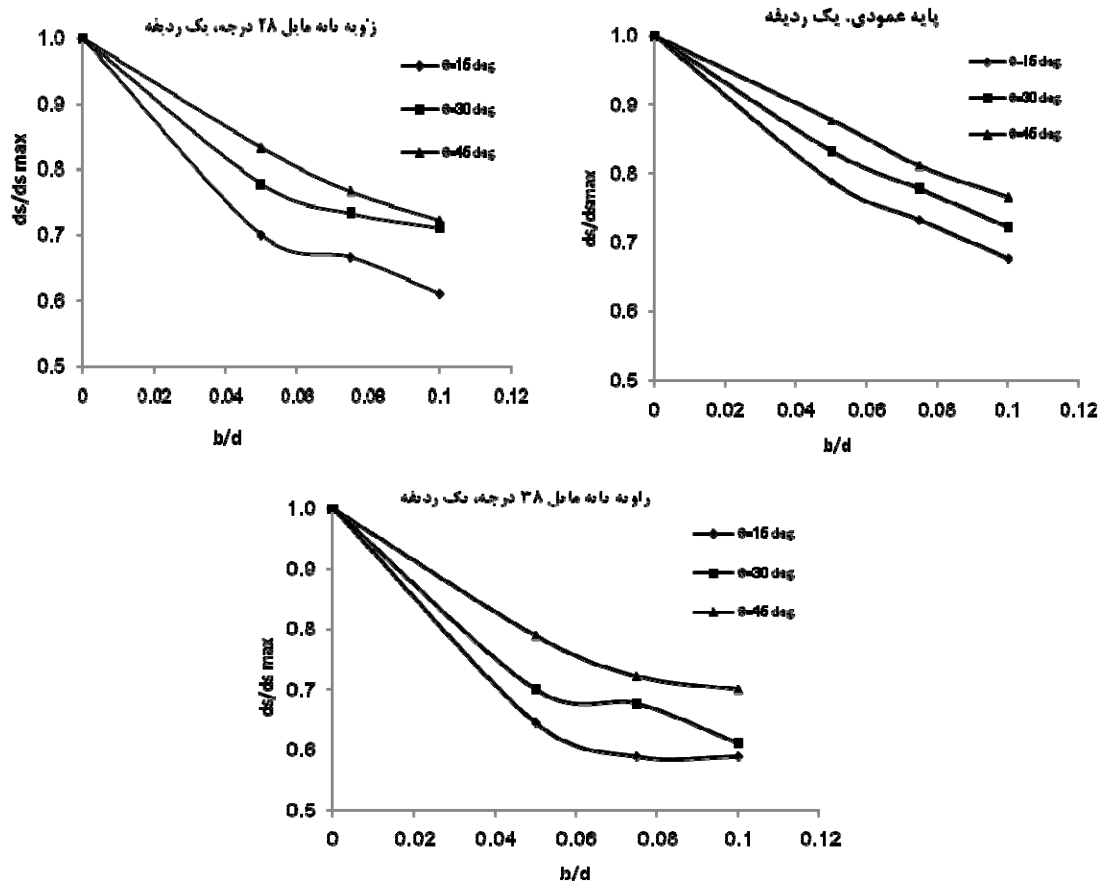 زاویه پایه مایل ۲۸ درجه، یک ردیفه
1.0
0.9
0.8
0.7
0.6
0.5
ds/ds max
0 0.02 0.04 0.06 0.08 0.1 0.12
b/d
θ=15 deg.
θ=30 deg.
θ=45 deg.
پایه عمودی، یک ردیفه
1.0
0.9
0.8
0.7
0.6
0.5
ds/dsmax
0 0.02 0.04 0.06 0.08 0.1 0.12
b/d
θ=15 deg.
θ=30 deg.
θ=45 deg.
زاویه پایه مایل ۳۸ درجه، یک ردیفه
1.0
0.9
0.8
0.7
0.6
0.5
ds/ds max
0 0.02 0.04 0.06 0.08 0.1 0.12
b/d
θ=15 deg.
θ=30 deg.
θ=45 deg.